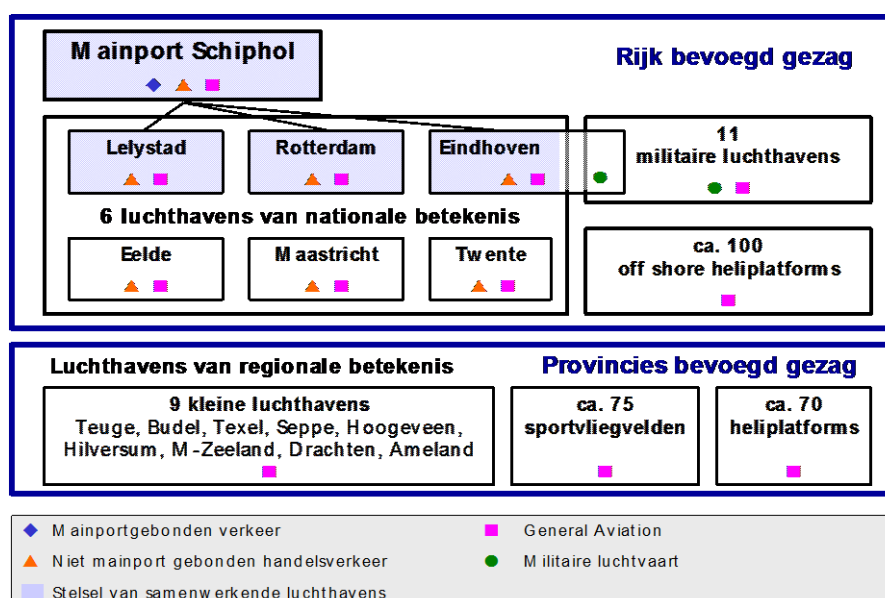 Mainport Schiphol
Rijk bevoegd gezag
Lelystad
Rotterdam
Eindhoven
11
militaire luchthavens
6 luchthavens van nationale betekenis
Eelde
Maastricht
Twente
ca. 100
off shore heliplatforms
Luchthavens van regionale betekenis
Provincies bevoegd gezag
9 kleine luchthavens
Teuge, Budel, Texel, Seppe, Hoogeveen,
Hilversum, M-Zeeland, Drachten, Ameland
ca. 75
sportvliegvelden
ca. 70
heliplatforms
Mainportgebonden verkeer
General Aviation
Niet mainport gebonden handelsverkeer
Militaire luchtvaart
Stelsel van samenwerkende luchthavens